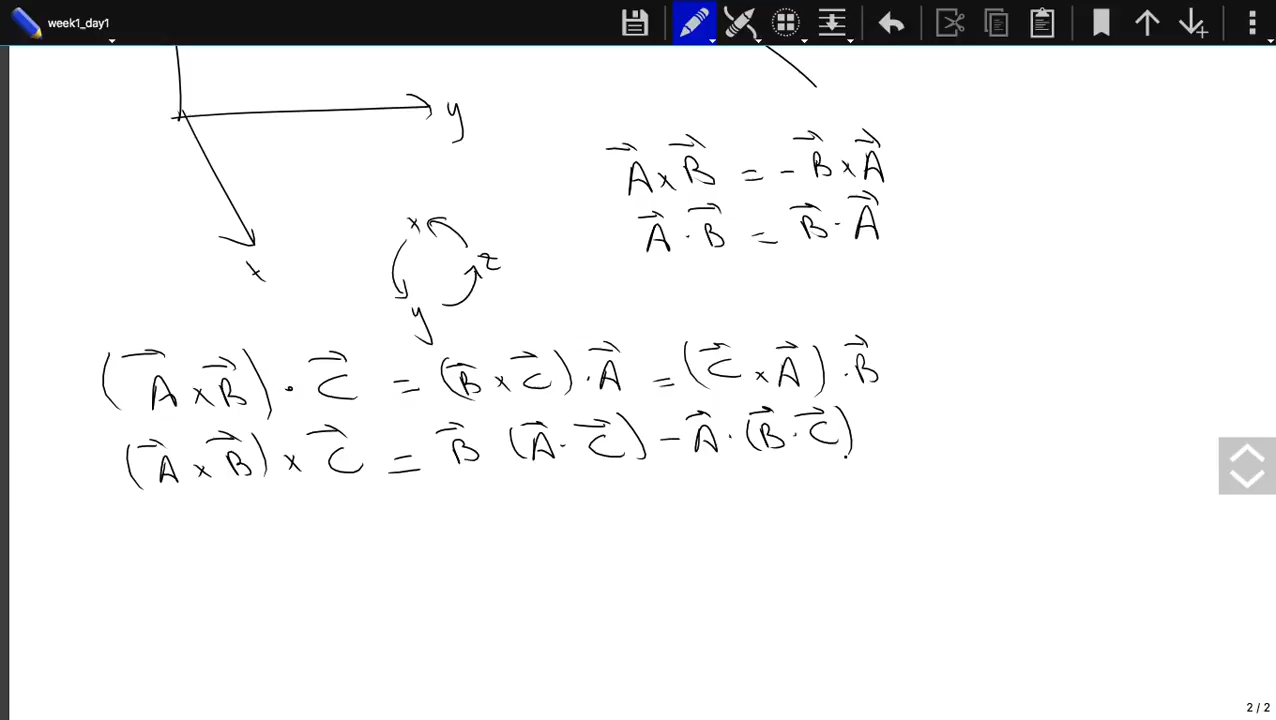 week1_day1
y
x
x
z
y
A⃗ × B⃗ = - B⃗ × A⃗
A⃗ · B⃗ = B⃗ · A⃗
(A⃗ × B⃗) · C⃗ = (B⃗ × C⃗) · A⃗ = (C⃗ × A⃗) · B⃗
(A⃗ × B⃗) × C⃗ = B⃗ (A⃗ · C⃗) - A⃗ · (B⃗ · C⃗)
2 / 2